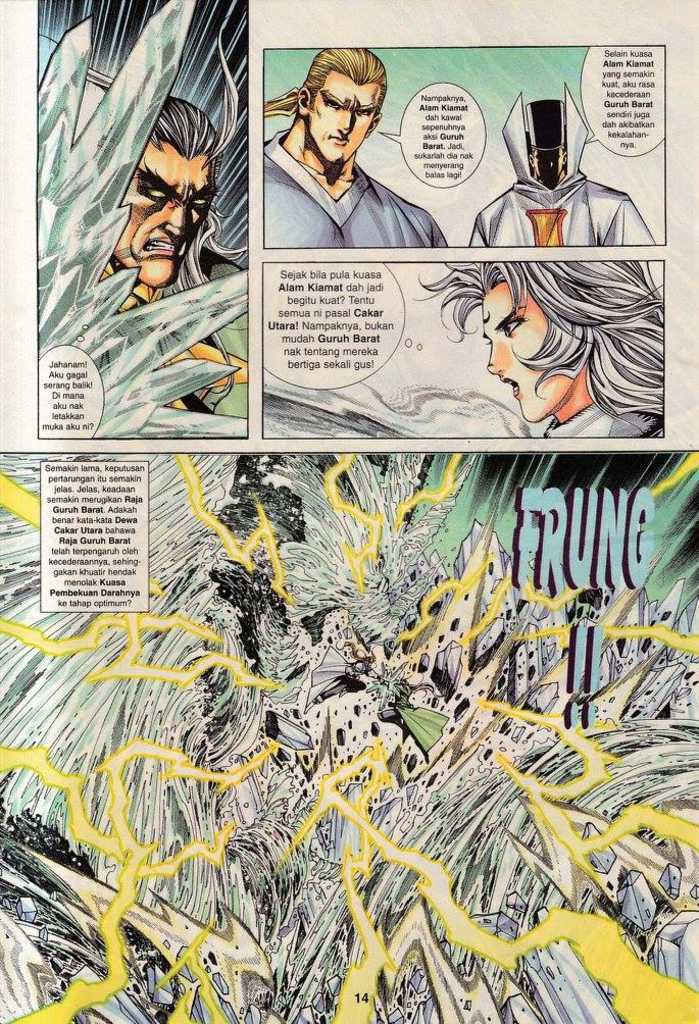 Jahanam!
Aku gagal
serang balik!
Di mana
aku nak
letakkan
muka aku ni?
Nampaknya,
Alam Kiamat
dah kawal
sepenuhnya
aksi Guruh
Barat. Jadi,
sukarlah dia nak
menyerang
balas lagi!
Selain kuasa
Alam Kiamat
yang semakin
kuat, aku rasa
kecederaan
Guruh Barat
sendiri juga
dah akibatkan
kekalahan-
nya.
Sejak bila pula kuasa
Alam Kiamat dah jadi
begitu kuat? Tentu
semua ni pasal Cakar
Utara! Nampaknya, bukan
mudah Guruh Barat
nak tentang mereka
bertiga sekali gus!
Semakin lama, keputusan
pertarungan itu semakin
jelas. Jelas, keadaan
semakin merugikan Raja
Guruh Barat. Adakah
benar kata-kata Dewa
Cakar Utara bahawa
Raja Guruh Barat
telah terpengaruh oleh
kecederaannya, sehing-
gakan khuatir hendak
menolak Kuasa
Pembekuan Darahnya
ke tahap optimum?
FRUNG
!!
14